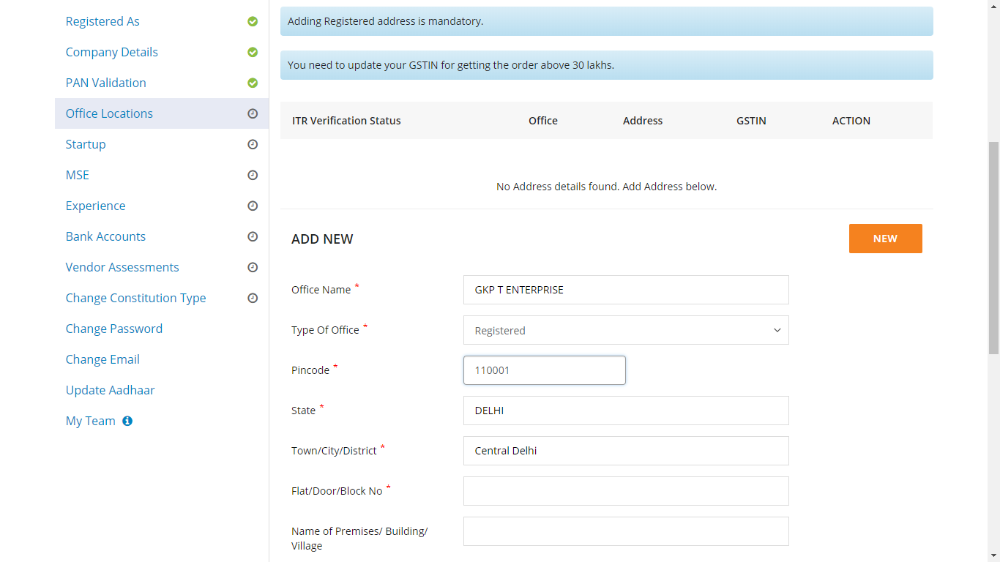 Registered As
Company Details
PAN Validation
Office Locations
Startup
MSE
Experience
Bank Accounts
Vendor Assessments
Change Constitution Type
Change Password
Change Email
Update Aadhaar
My Team
Adding Registered address is mandatory.
You need to update your GSTIN for getting the order above 30 lakhs.
ITR Verification Status Office Address GSTIN ACTION
No Address details found. Add Address below.
ADD NEW NEW
Office Name * GKP T ENTERPRISE
Type Of Office * Registered
Pincode * 110001
State * DELHI
Town/City/District * Central Delhi
Flat/Door/Block No *
Name of Premises/ Building/
Village